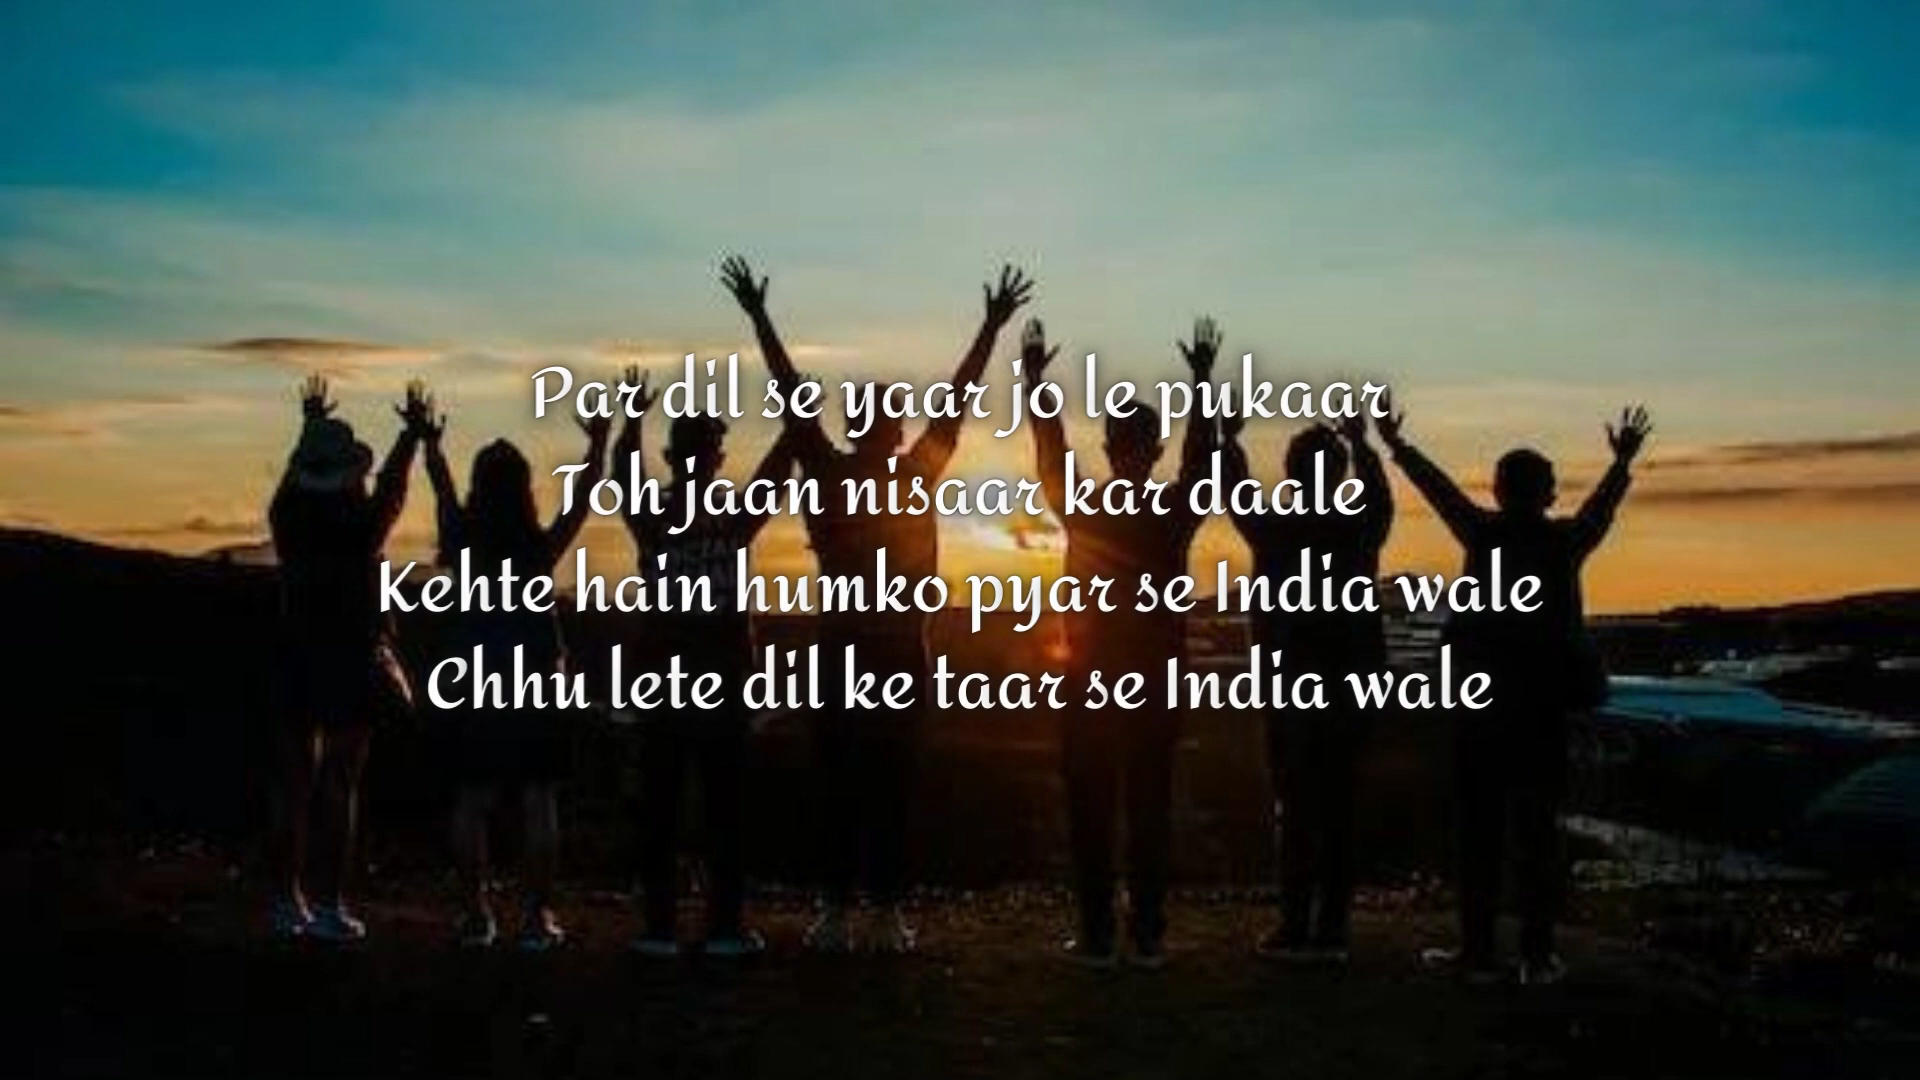 Par dil se yaar jo le pukaar
Toh jaan nisaar kar daale
Kehte hain humko pyar se India wale
Chhu lete dil ke taar se India wale